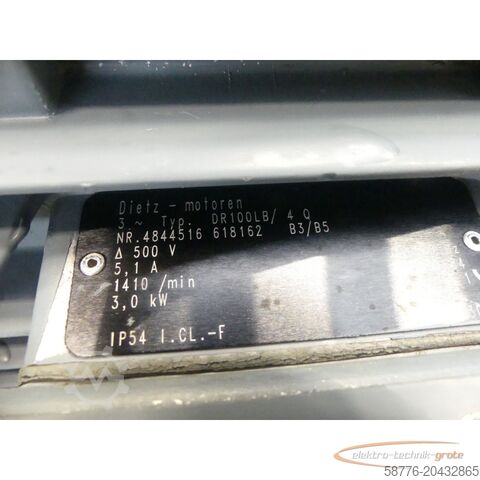 Dietz - motoren
3 ~ Typ. DR100LB/ 4 Q
NR.4844516 618162 B3/B5
Δ 500 V
5,1 A
1410 /min
3,0 kW
IP54 I.CL.-F
elektro-technik-grote
58776-20432865